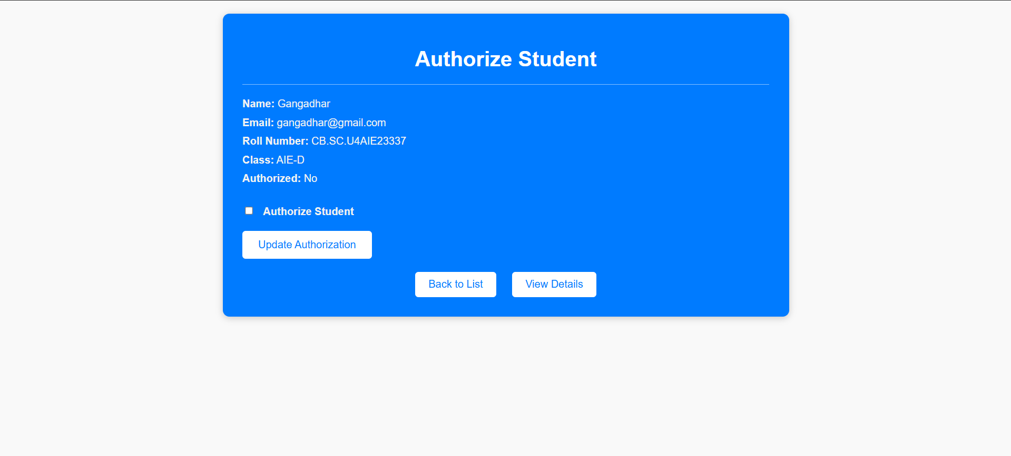 Authorize Student
Name: Gangadhar
Email: gangadhar@gmail.com
Roll Number: CB.SC.U4AIE23337
Class: AIE-D
Authorized: No
Authorize Student
Update Authorization
Back to List View Details